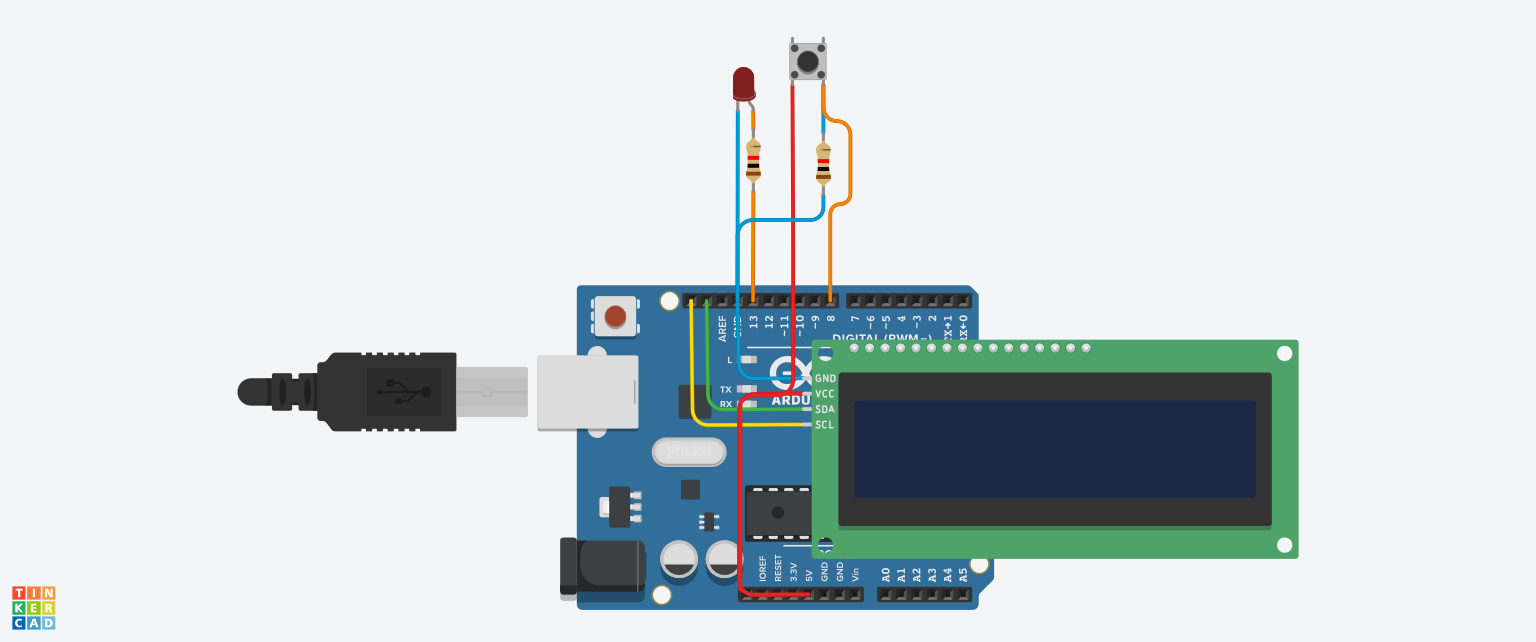 AREF
GND
13
12
~11
~10
~9
8
7
~6
~5
4
~3
2
TX→1
RX←0
DIGITAL (PWM~)
L
TX
RX
ARDU
GND
VCC
SDA
SCL
SPK16.000G
IOREF
RESET
3.3V
5V
GND
GND
Vin
A0
A1
A2
A3
A4
A5
TIN
KER
CAD